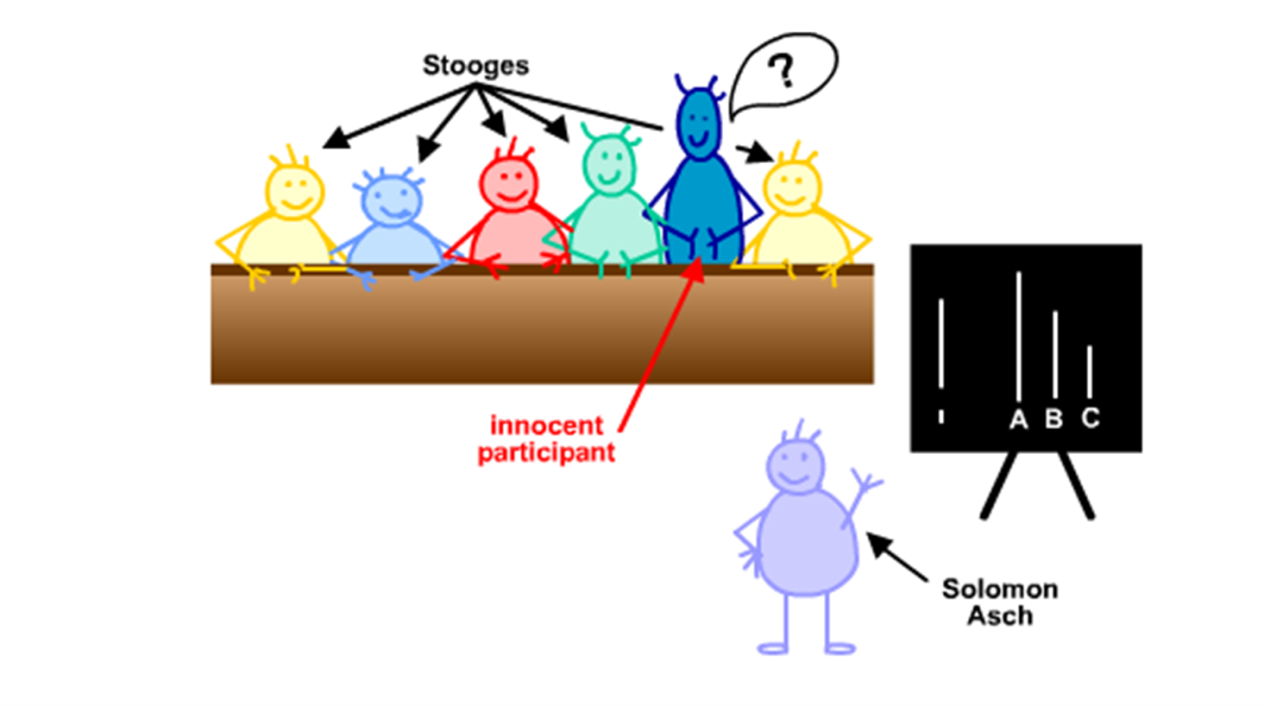 Stooges
?
A B C
innocent
participant
Solomon
Asch